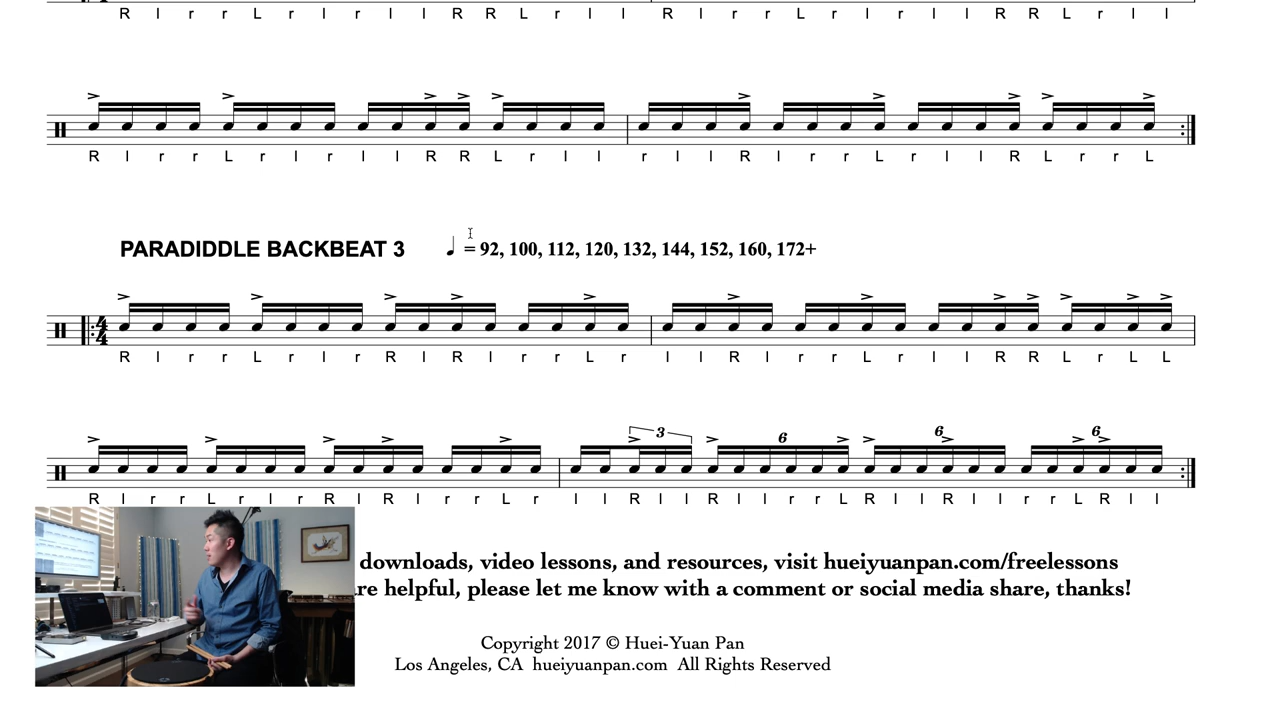 R l r r L r l r l l R R L r l l R l r r L r l r l l R R L r l l
R l r r L r l r l l R R L r l l r l l R l r r L r l l R L r r L
PARADIDDLE BACKBEAT 3 ♩ = 92, 100, 112, 120, 132, 144, 152, 160, 172+
4
4
R l r r L r l r R l R l r r L r l l R l r r L r l l R R L r L L
3 6 6 6
R l r r L r l r R l R l r r L r l l R l l R l l r r L R l l R l l r r L R l l
downloads, video lessons, and resources, visit hueiyuanpan.com/freelessons
re helpful, please let me know with a comment or social media share, thanks!
Copyright 2017 © Huei-Yuan Pan
Los Angeles, CA hueiyuanpan.com All Rights Reserved